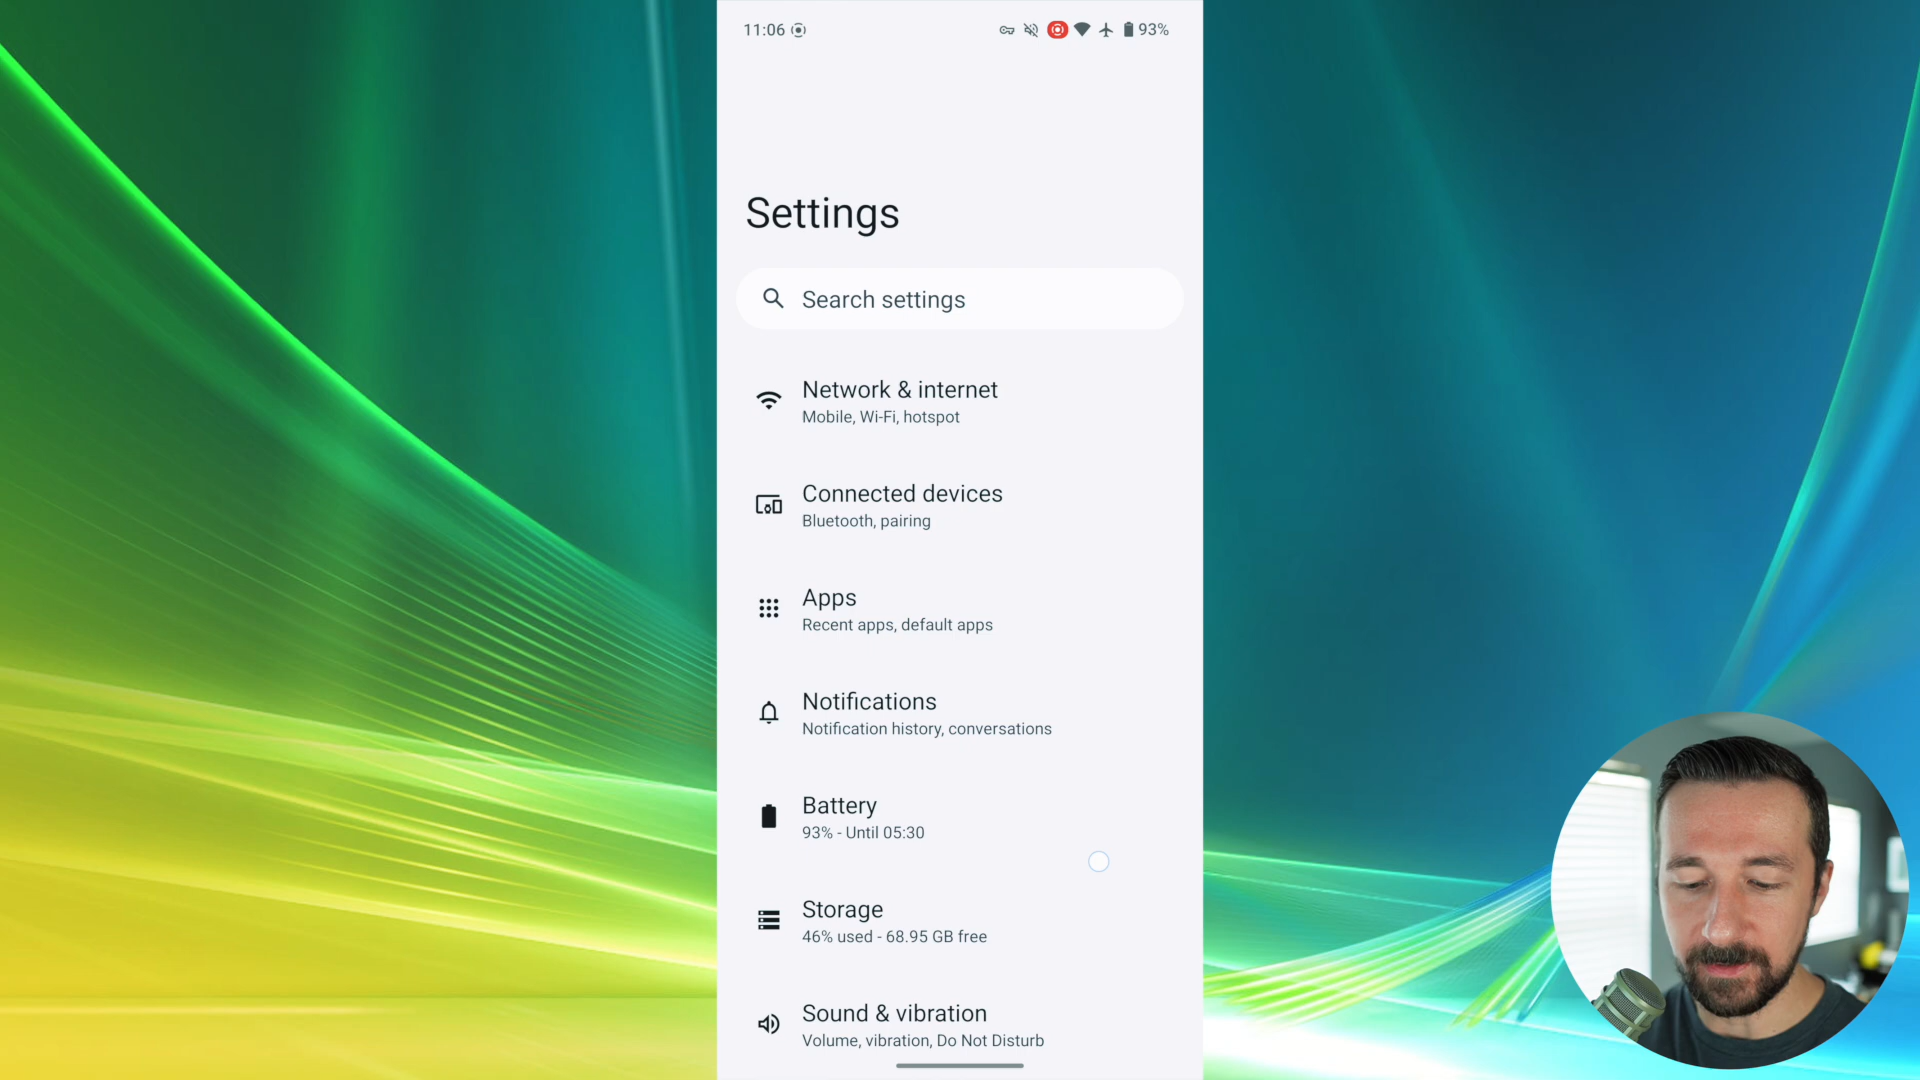 11:06
93%
Settings
Search settings
Network & internet
Mobile, Wi-Fi, hotspot
Connected devices
Bluetooth, pairing
Apps
Recent apps, default apps
Notifications
Notification history, conversations
Battery
93% - Until 05:30
Storage
46% used - 68.95 GB free
Sound & vibration
Volume, vibration, Do Not Disturb